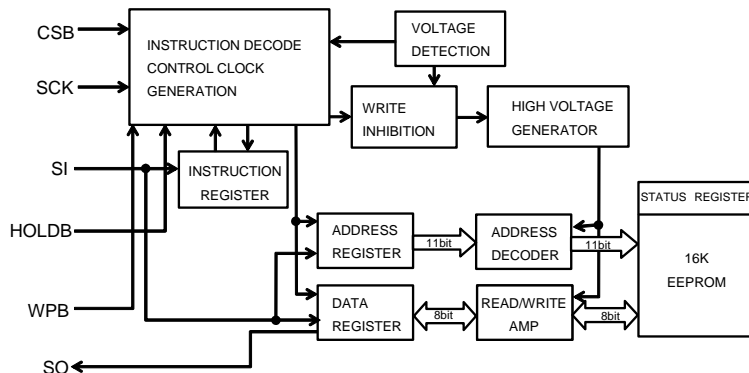 CSB
SCK
SI
HOLDB
WPB
SO
INSTRUCTION DECODE
CONTROL CLOCK
GENERATION
VOLTAGE
DETECTION
WRITE
INHIBITION
HIGH VOLTAGE
GENERATOR
INSTRUCTION
REGISTER
ADDRESS
REGISTER
11bit
ADDRESS
DECODER
11bit
DATA
REGISTER
8bit
READ/WRITE
AMP
8bit
STATUS REGISTER
16K
EEPROM